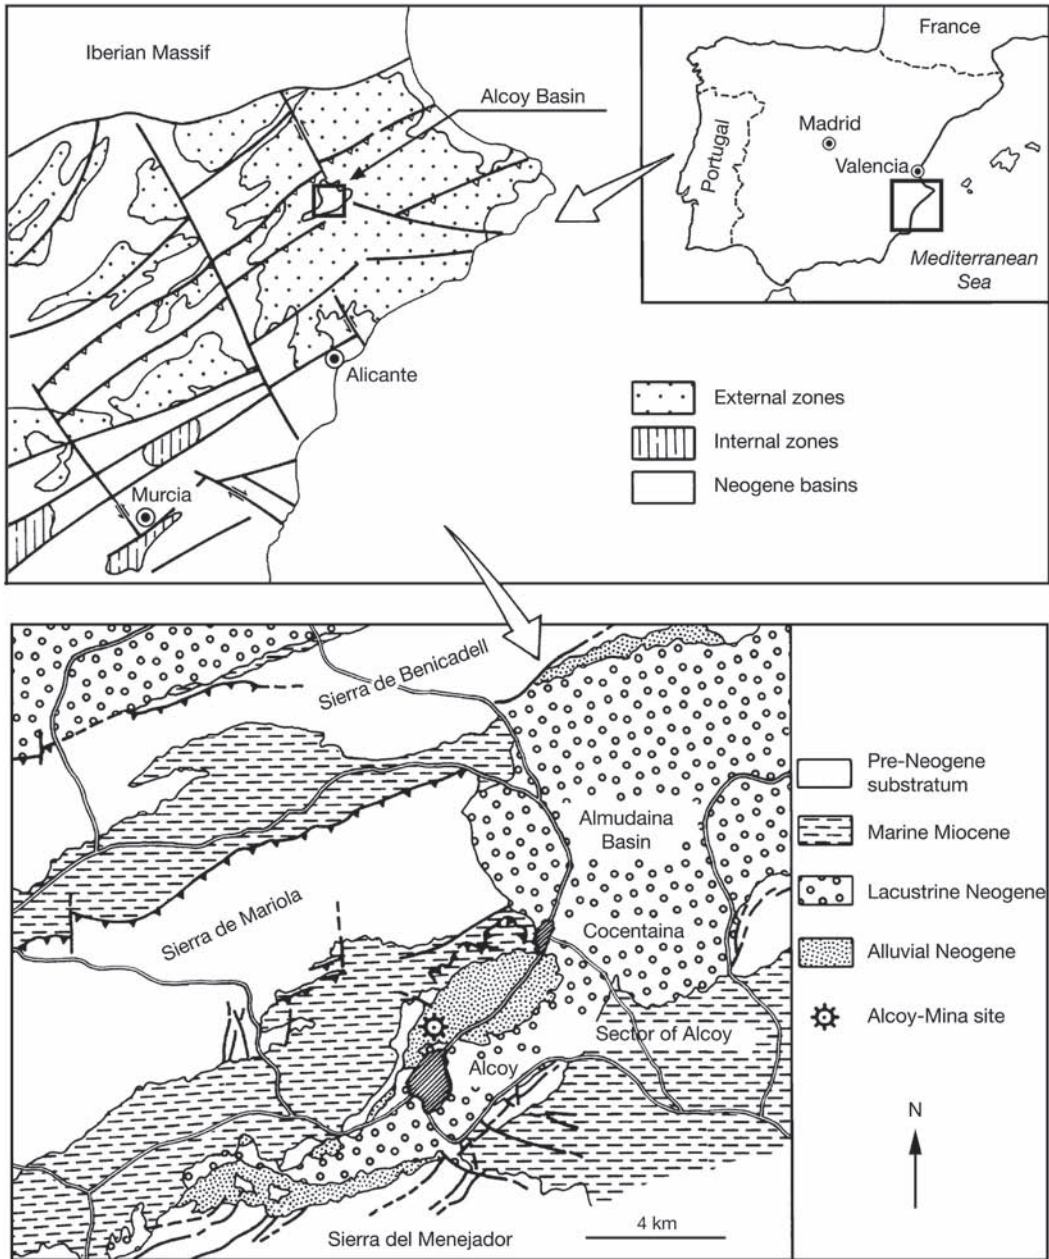 Iberian Massif
Alcoy Basin
Alicante
Murcia
France
Portugal
Madrid
Valencia
Mediterranean
Sea
External zones
Internal zones
Neogene basins
Sierra de Benicadell
Almudaina
Basin
Sierra de Mariola
Cocentaina
Sector of Alcoy
Alcoy
Sierra del Menejador
4 km
Pre-Neogene
substratum
Marine Miocene
Lacustrine Neogene
Alluvial Neogene
Alcoy-Mina site
N